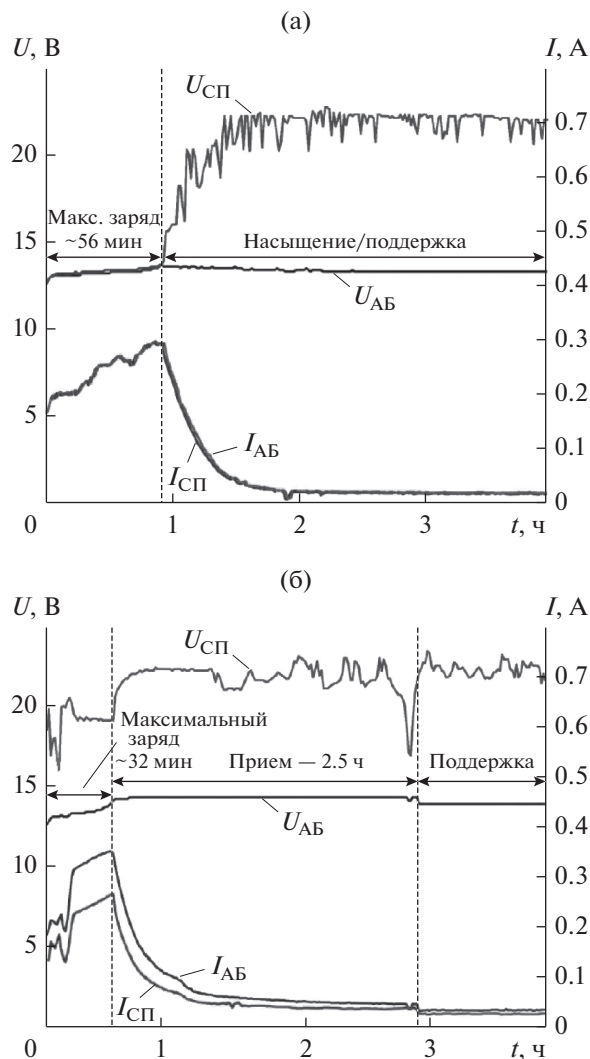 (а)
U, В
I, А
U_СП
20
0.7
0.6
Макс. заряд
~56 мин
0.5
15
Насыщение/поддержка
0.4
U_АБ
10
0.3
0.2
5
I_АБ
0.1
I_СП
0
0
1
2
3
t, ч
(б)
U, В
I, А
U_СП
0.7
20
Максимальный
заряд
~32 мин
0.6
Прием — 2.5 ч
Поддержка
0.5
15
U_АБ
0.4
10
0.3
0.2
5
I_АБ
0.1
I_СП
0
0
1
2
3
t, ч